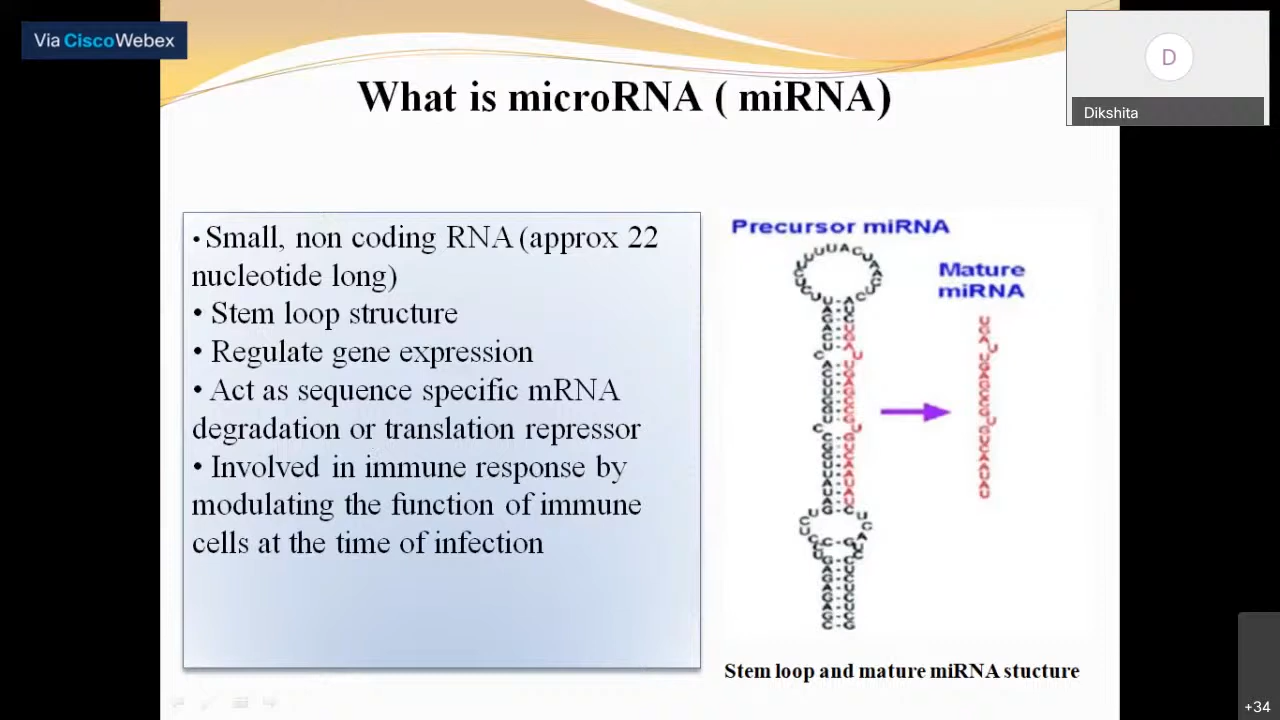 Via CiscoWebex
What is microRNA ( miRNA)
D
Dikshita
• Small, non coding RNA (approx 22
nucleotide long)
• Stem loop structure
• Regulate gene expression
• Act as sequence specific mRNA
degradation or translation repressor
• Involved in immune response by
modulating the function of immune
cells at the time of infection
Precursor miRNA
Mature
miRNA
Stem loop and mature miRNA stucture
+34